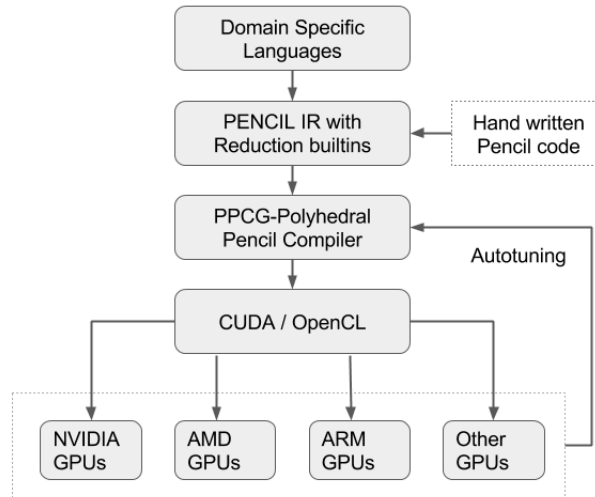 Domain Specific
Languages
PENCIL IR with
Reduction builtins
Hand written
Pencil code
PPCG-Polyhedral
Pencil Compiler
Autotuning
CUDA / OpenCL
NVIDIA
GPUs
AMD
GPUs
ARM
GPUs
Other
GPUs